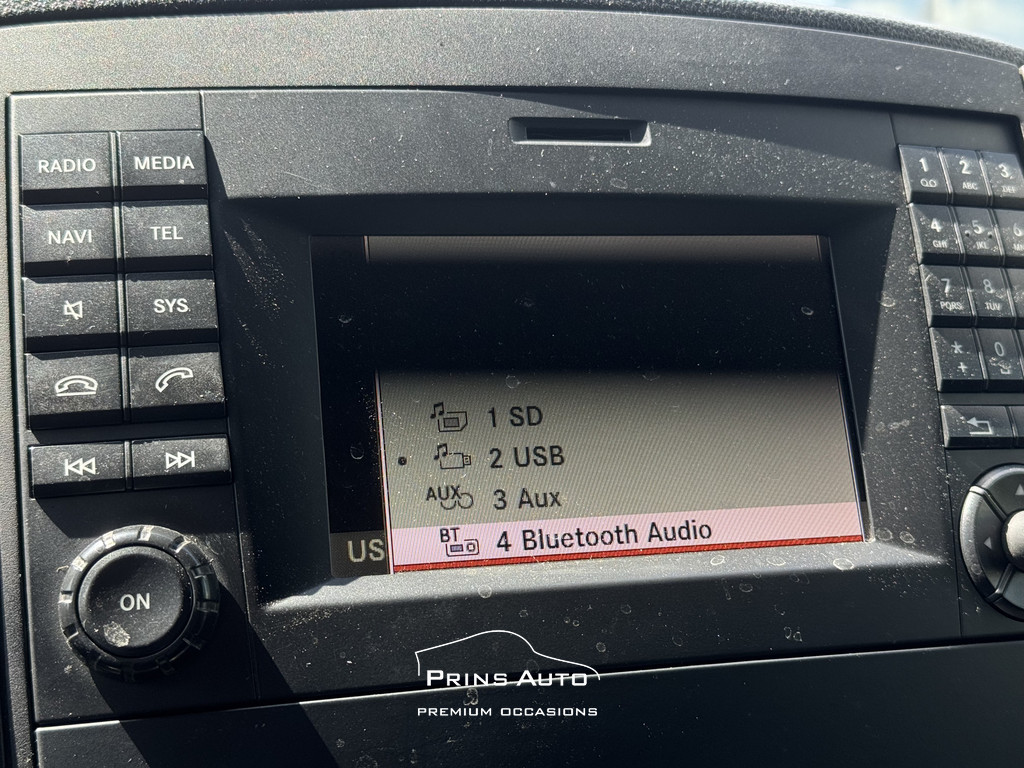 RADIO MEDIA
NAVI TEL
SYS
ON
1 SD
2 USB
AUX 3 Aux
BT 4 Bluetooth Audio
US
1 2 3
ABC DEF
4 5 6
GHI JKL
7 8
PQRS TUV
* 0
+
PRINS AUTO
PREMIUM OCCASIONS